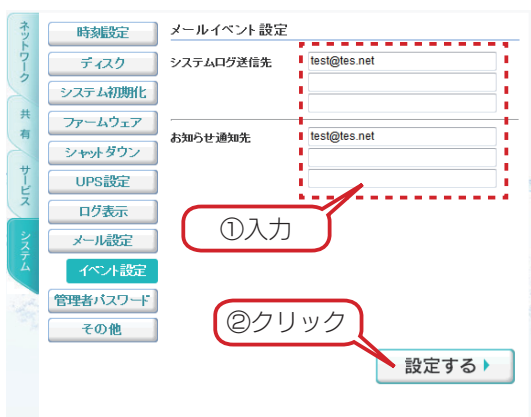 ネットワーク
共有
サービス
システム
時刻設定
ディスク
システム初期化
ファームウェア
シャットダウン
UPS設定
ログ表示
メール設定
イベント設定
管理者パスワード
その他
メールイベント設定
システムログ送信先
test@tes.net
お知らせ通知先
test@tes.net
①入力
②クリック
設定する